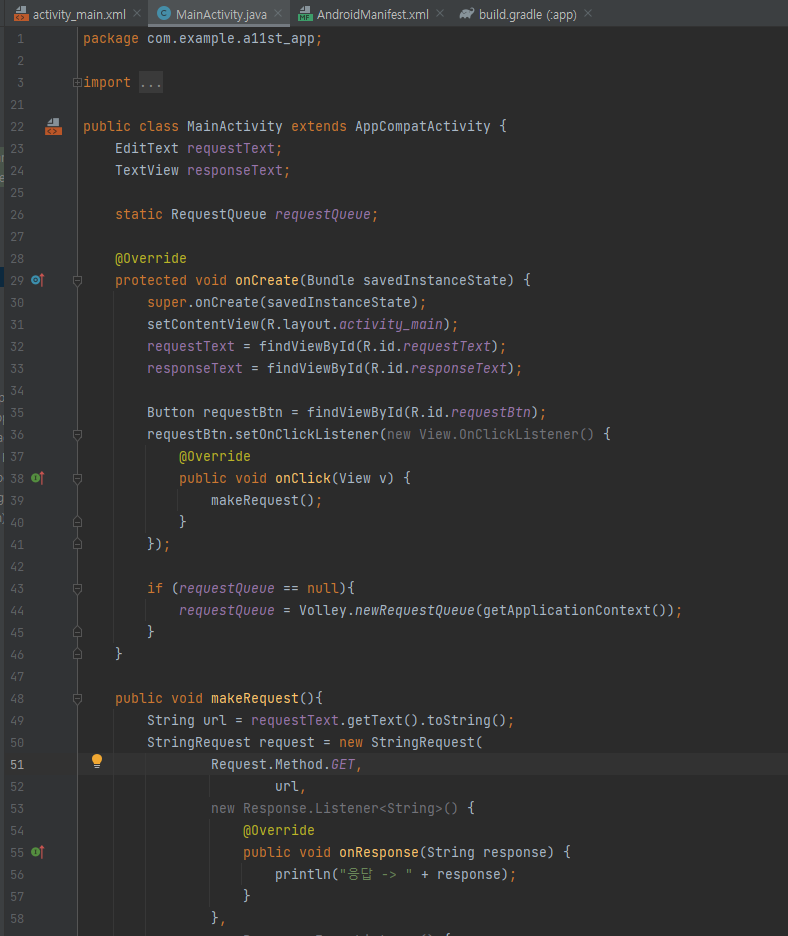 activity_main.xml MainActivity.java AndroidManifest.xml build.gradle (:app)
1 package com.example.a11st_app;
2
3 import ...
21
22 public class MainActivity extends AppCompatActivity {
23 EditText requestText;
24 TextView responseText;
25
26 static RequestQueue requestQueue;
27
28 @Override
29 protected void onCreate(Bundle savedInstanceState) {
30 super.onCreate(savedInstanceState);
31 setContentView(R.layout.activity_main);
32 requestText = findViewById(R.id.requestText);
33 responseText = findViewById(R.id.responseText);
34
35 Button requestBtn = findViewById(R.id.requestBtn);
36 requestBtn.setOnClickListener(new View.OnClickListener() {
37 @Override
38 public void onClick(View v) {
39 makeRequest();
40 }
41 });
42
43 if (requestQueue == null){
44 requestQueue = Volley.newRequestQueue(getApplicationContext());
45 }
46 }
47
48 public void makeRequest(){
49 String url = requestText.getText().toString();
50 StringRequest request = new StringRequest(
51 Request.Method.GET,
52 url,
53 new Response.Listener<String>() {
54 @Override
55 public void onResponse(String response) {
56 println("응답 -> " + response);
57 }
58 },